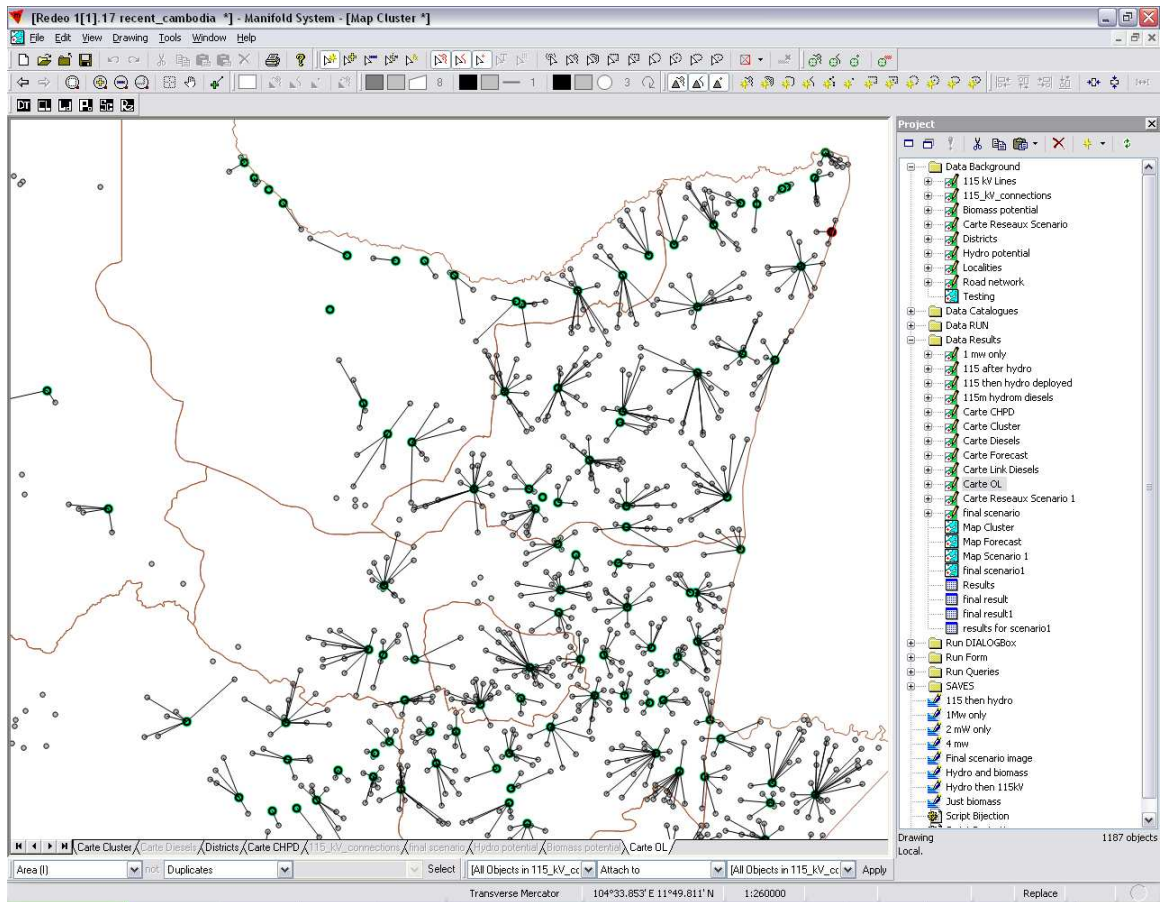 [Redeo 1[1].17 recent_cambodia *] - Manifold System - [Map Cluster *]
File Edit View Drawing Tools Window Help
8 1 3
Project
Data Background
115 kV Lines
115_kV_connections
Biomass potential
Carte Reseaux Scenario
Districts
Hydro potential
Localities
Road network
Testing
Data Catalogues
Data RUN
Data Results
1 mw only
115 after hydro
115 then hydro deployed
115m hydrom diesels
Carte CHPD
Carte Cluster
Carte Diesels
Carte Forecast
Carte Link Diesels
Carte OL
Carte Reseaux Scenario 1
final scenario
Map Cluster
Map Forecast
Map Scenario 1
final scenario1
Results
final result
final result1
results for scenario1
Run DIALOGBox
Run Form
Run Queries
SAVES
115 then hydro
1Mw only
2 mW only
4 mw
Final scenario image
Hydro and biomass
Hydro then 115kV
Just biomass
Script Bijection
Drawing 1187 objects
Local.
Carte Cluster Carte Diesels Districts Carte CHPD 115_kV_connections final scenario Hydro potential Biomass potential Carte OL
Area (I) not Duplicates Select [All Objects in 115_kV_cc Attach to [All Objects in 115_kV_cc Apply
Transverse Mercator 104°33.853' E 11°49.811' N 1:260000 Replace